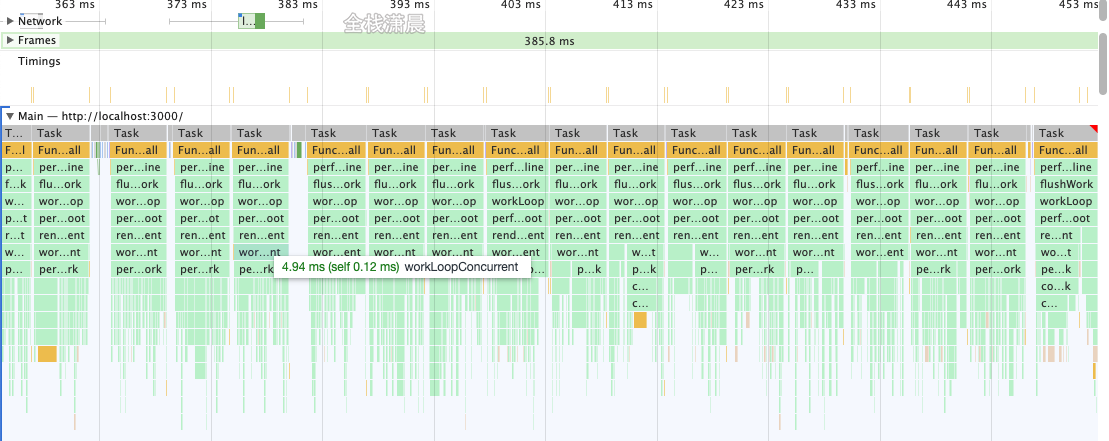 363 ms 373 ms 383 ms 393 ms 403 ms 413 ms 423 ms 433 ms 443 ms 453 ms
▶ Network l... 全栈潇晨
▶ Frames 385.8 ms
Timings
▼ Main — http://localhost:3000/
T... Task Task Task Task Task Task Task Task Task Task Task Task Task Task Task Task Task
F...l Fun...all Fun...all Fun...all Fun...all Func...all Fun...all Fun...all Func...all Fun...all Fun...all Func...all Func...all Fun...all Fun...all Fun...all Fun...all Func...all
p... per...ine per...ine per...ine per...ine perf...line per...ine per...ine perf...line per...ine per...ine perf...ine perf...ine per...ine per...ine per...ine per...ine perf...line
f...k flu...ork flu...ork flu...ork flu...ork flus...ork flu...ork flu...ork flus...ork flu...ork flu...ork flus...ork flus...ork flu...ork flu...ork flu...ork flu...ork flushWork
w... wor...op wor...op wor...op wor...op wor...op wor...op wor...op workLoop wor...op wor...op wor...op wor...op wor...op wor...op wor...op wor...op workLoop
p...t per...oot per...oot per...ot per...oot per...oot per...oot per...oot perf...oot per...oot per...oot per...oot per...oot per...oot per...oot per...oot per...oot perf...oot
r...t ren...ent ren...ent ren...ent ren...ent ren...ent ren...ent ren...ent rend...ent ren...ent ren...ent ren...ent ren...ent ren...ent ren...ent ren...ent ren...ent re...nt
w... wor...nt wor...nt wor...nt wor...nt wor...nt wor...nt wor...nt wor...nt wor...nt w...t wor...nt wor...nt wor...nt wor...nt wor...nt wor...nt wo...nt
p... per...rk per...ork per...rk pe...rk 4.94 ms (self 0.12 ms) workLoopConcurrent o... p...k p...k p... p...k p... per...rk per...ork pe...k
c... co...k
c... c...